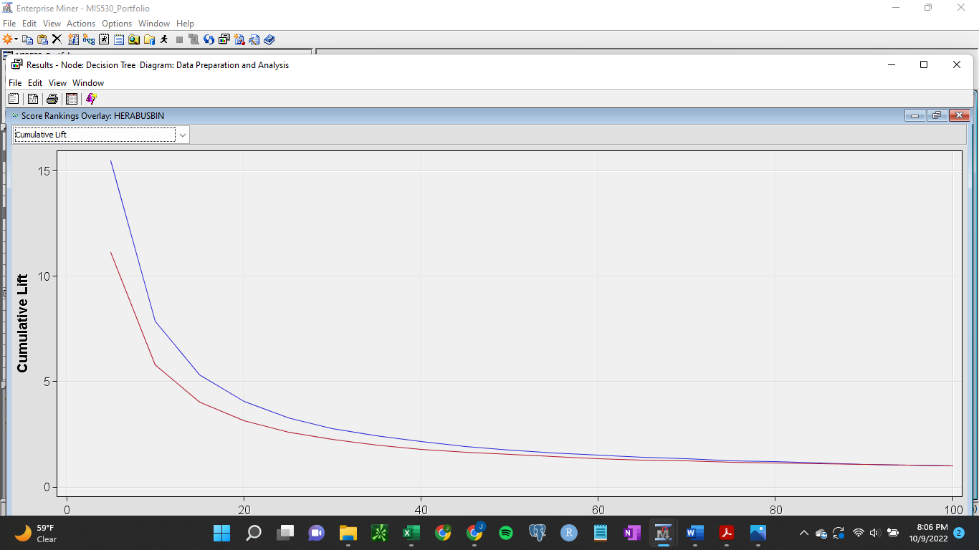 Enterprise Miner - MIS530_Portfolio
File Edit View Actions Options Window Help
Results - Node: Decision Tree Diagram: Data Preparation and Analysis
File Edit View Window
Score Rankings Overlay: HERABUSBIN
Cumulative Lift
15
10
5
0
Cumulative Lift
0 20 40 60 80 100
59°F
Clear
8:06 PM
10/9/2022
2